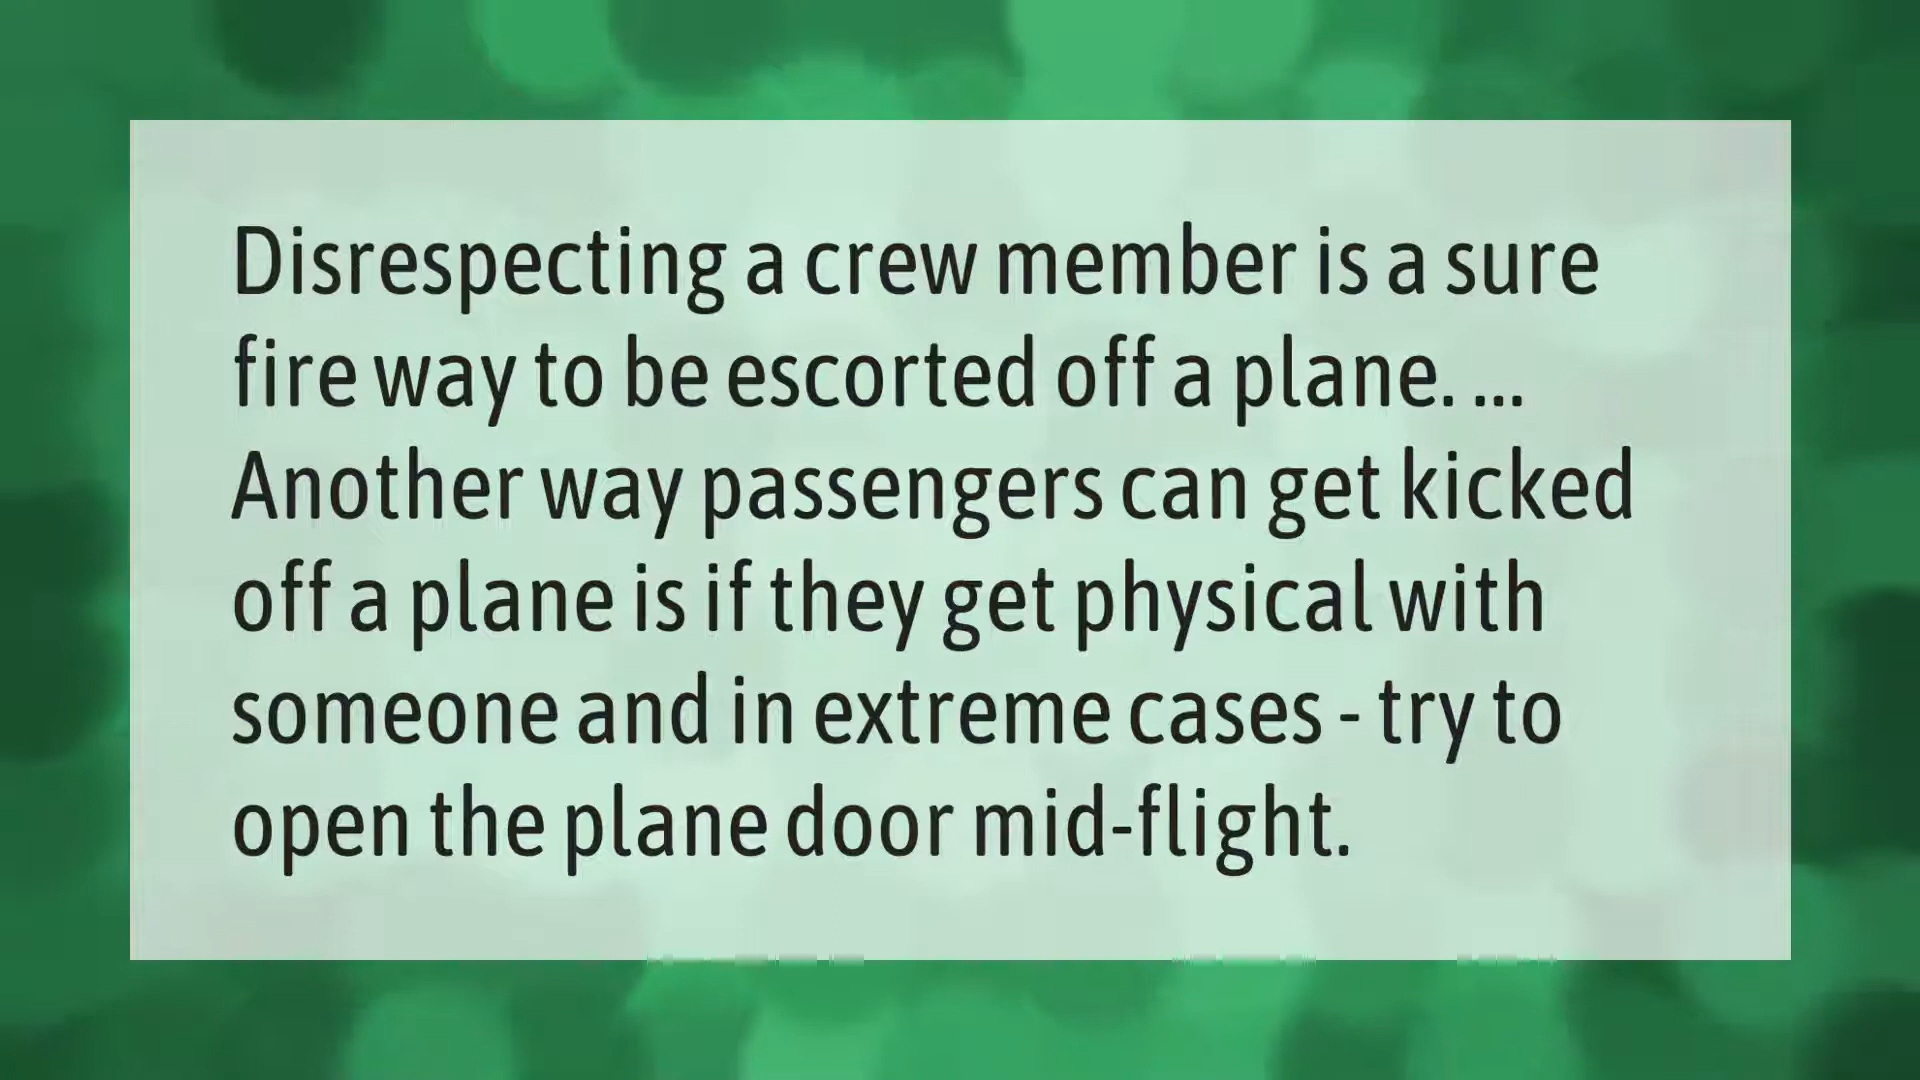 Disrespecting a crew member is a sure
fire way to be escorted off a plane. ...
Another way passengers can get kicked
off a plane is if they get physical with
someone and in extreme cases - try to
open the plane door mid-flight.